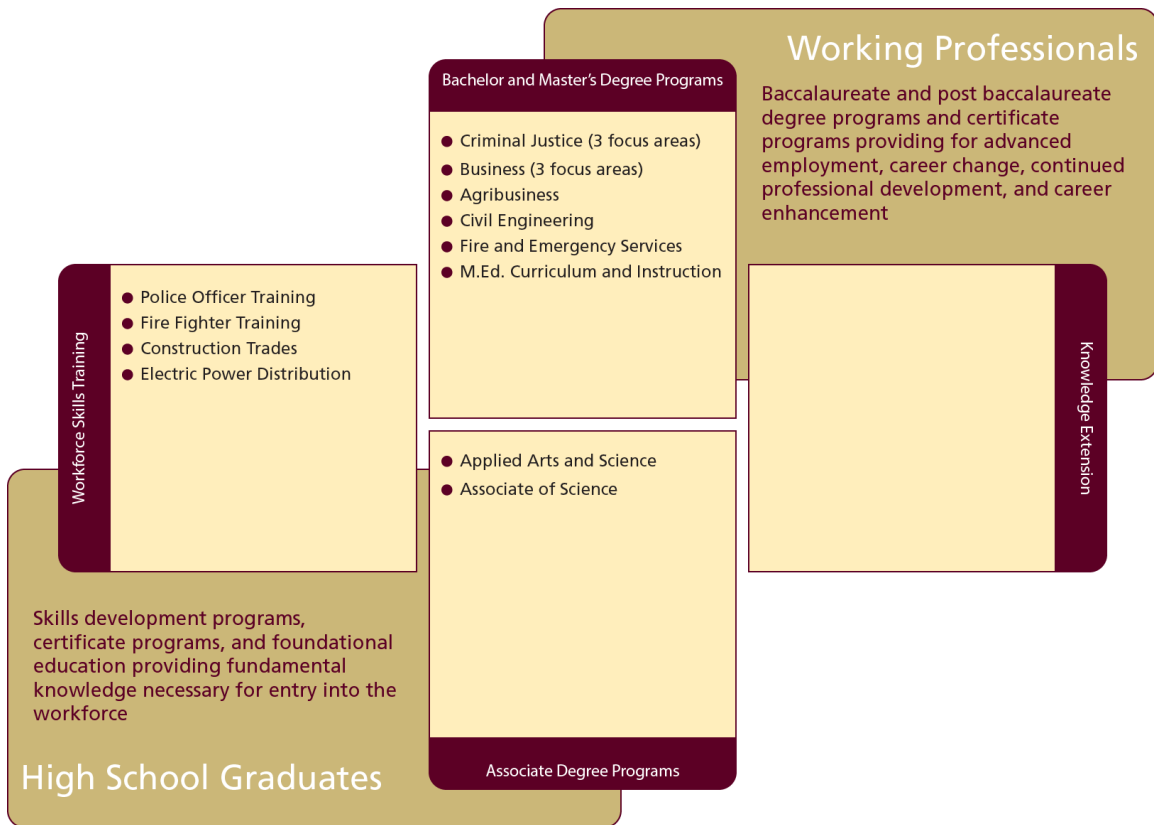 Working Professionals
Baccalaureate and post baccalaureate
degree programs and certificate
programs providing for advanced
employment, career change, continued
professional development, and career
enhancement
Bachelor and Master's Degree Programs
● Criminal Justice (3 focus areas)
● Business (3 focus areas)
● Agribusiness
● Civil Engineering
● Fire and Emergency Services
● M.Ed. Curriculum and Instruction
Workforce Skills Training
● Police Officer Training
● Fire Fighter Training
● Construction Trades
● Electric Power Distribution
Knowledge Extension
● Applied Arts and Science
● Associate of Science
Associate Degree Programs
Skills development programs,
certificate programs, and foundational
education providing fundamental
knowledge necessary for entry into the
workforce
High School Graduates